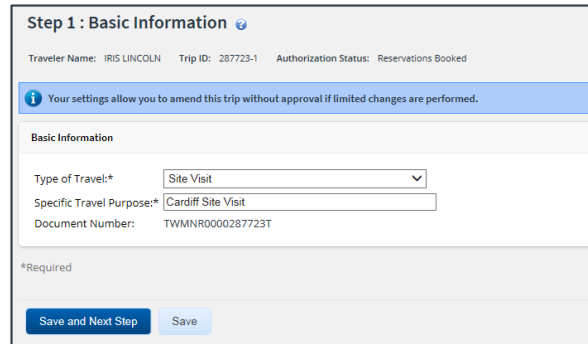 Step 1 : Basic Information
Traveler Name: IRIS LINCOLN Trip ID: 287723-1 Authorization Status: Reservations Booked
Your settings allow you to amend this trip without approval if limited changes are performed.
Basic Information
Type of Travel:* Site Visit
Specific Travel Purpose:* Cardiff Site Visit
Document Number: TWMNR0000287723T
*Required
Save and Next Step Save